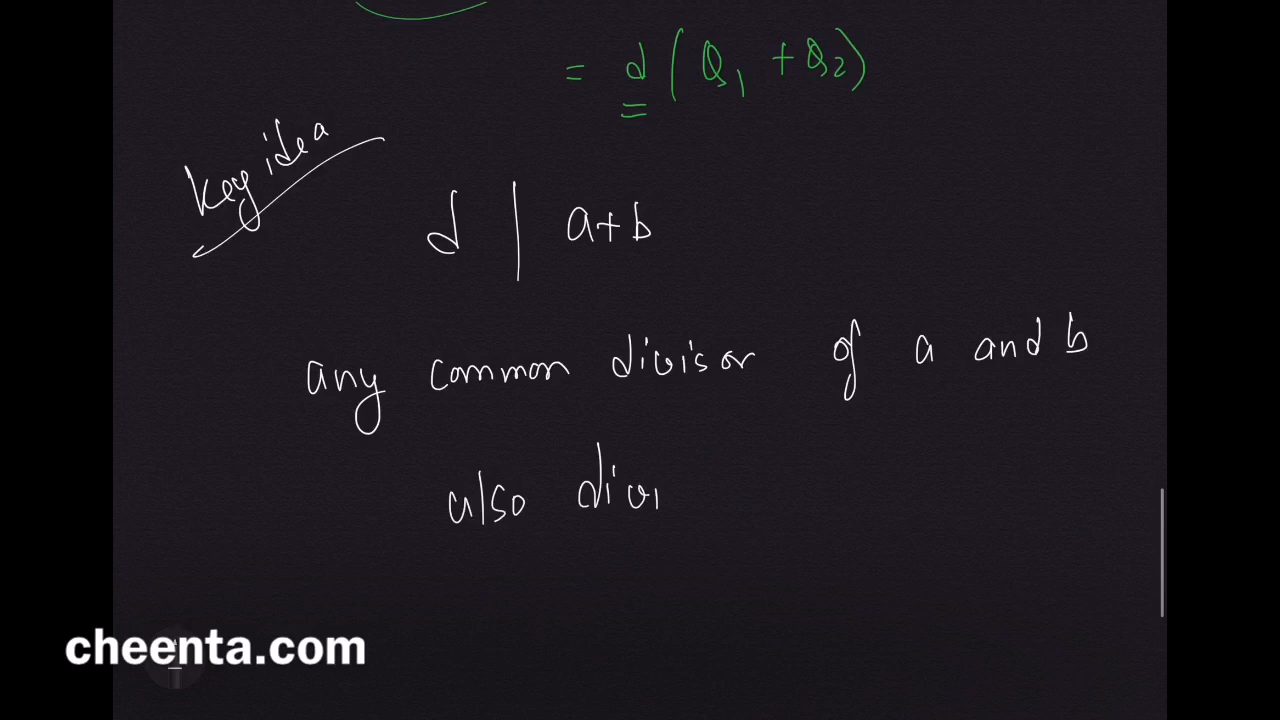 = d ( Q₁ + Q₂ )
Key idea
d | a+b
any common divisor of a and b
also divi
cheenta.com